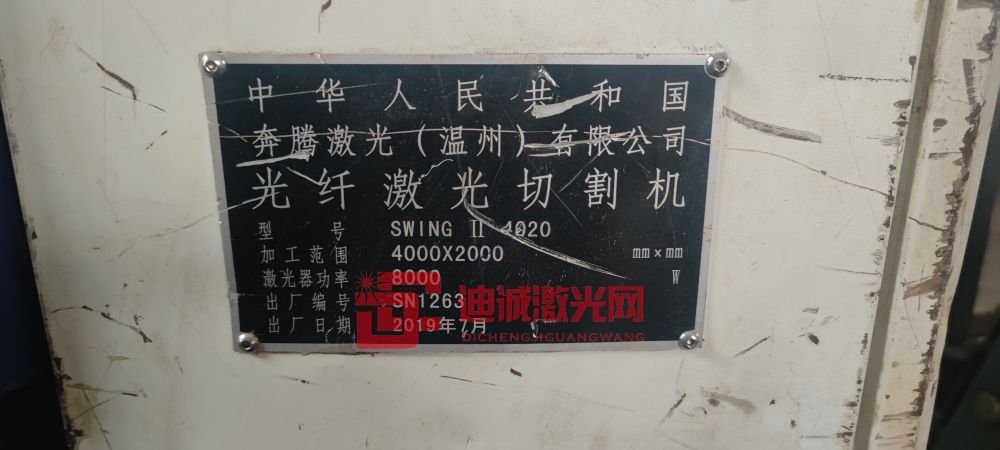 中华人民共和国
奔腾激光(温州)有限公司
光纤激光切割机
型号 SWING II 4020
加工范围 4000X2000 mm×mm
激光器功率 8000 W
出厂编号 SN1263
出厂日期 2019年7月
迪诚激光网
DICHENGJIGUANGWANG